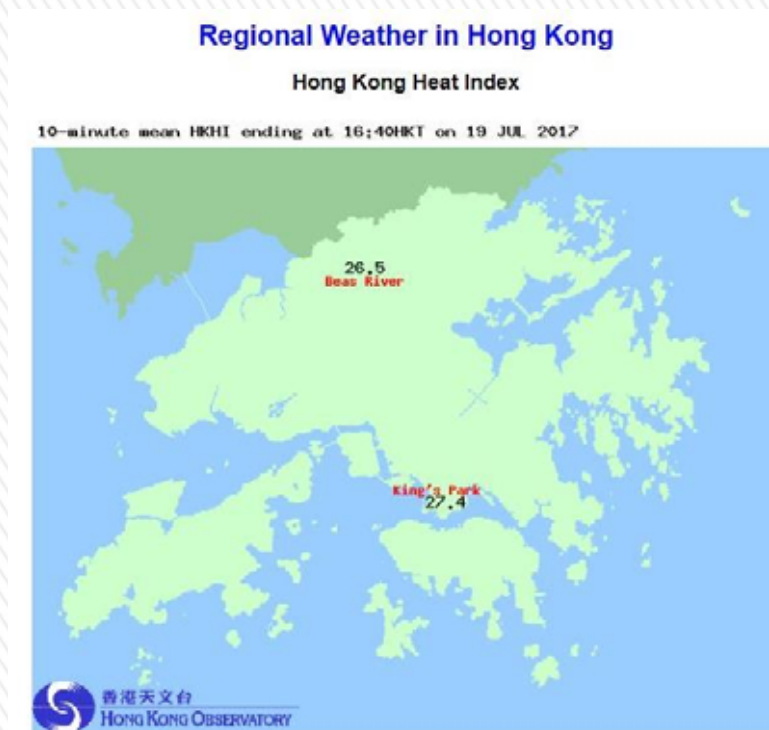 Regional Weather in Hong Kong
Hong Kong Heat Index
10-minute mean HKHI ending at 16:40HKT on 19 JUL 2017
26.5
Beas River
King's Park
27.4
香港天文台
HONG KONG OBSERVATORY